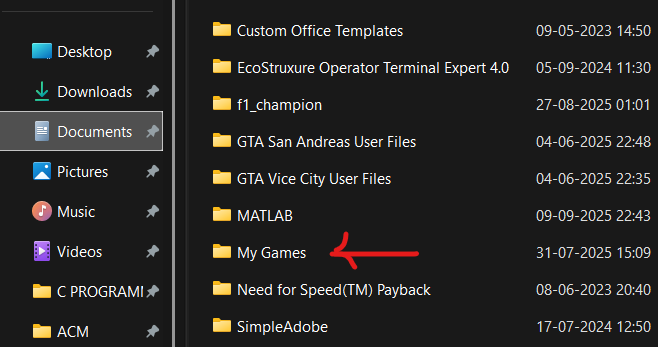 Desktop
Downloads
Documents
Pictures
Music
Videos
C PROGRAMM
ACM
Custom Office Templates 09-05-2023 14:50
EcoStruxure Operator Terminal Expert 4.0 05-09-2024 11:30
f1_champion 27-08-2025 01:01
GTA San Andreas User Files 04-06-2025 22:48
GTA Vice City User Files 04-06-2025 22:35
MATLAB 09-09-2025 22:43
My Games 31-07-2025 15:09
Need for Speed(TM) Payback 08-06-2023 20:40
SimpleAdobe 17-07-2024 12:50